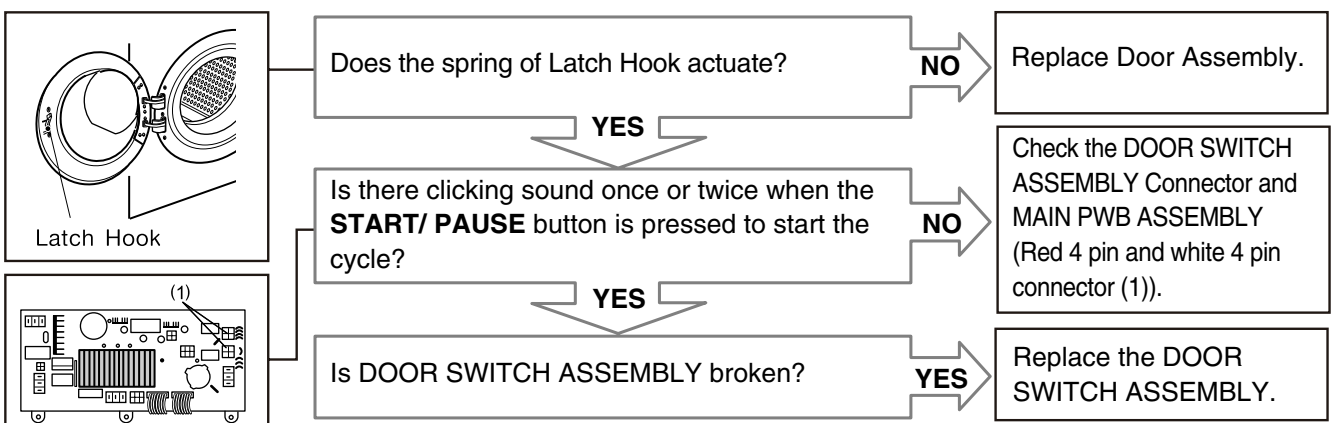 Latch Hook
Does the spring of Latch Hook actuate?
NO
Replace Door Assembly.
YES
Is there clicking sound once or twice when the
START/ PAUSE button is pressed to start the
cycle?
NO
Check the DOOR SWITCH
ASSEMBLY Connector and
MAIN PWB ASSEMBLY
(Red 4 pin and white 4 pin
connector (1)).
(1)
YES
Is DOOR SWITCH ASSEMBLY broken?
YES
Replace the DOOR
SWITCH ASSEMBLY.